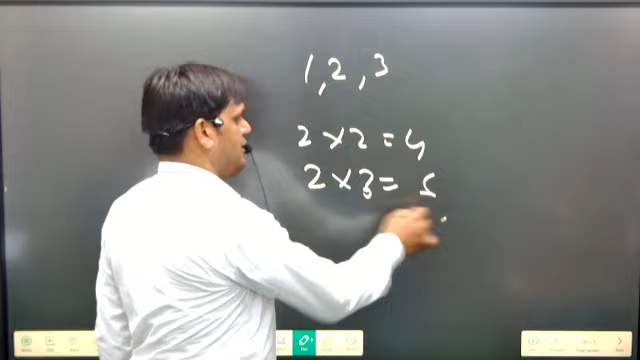 1, 2, 3
2 × 2 = 4
2 × 3 = 5